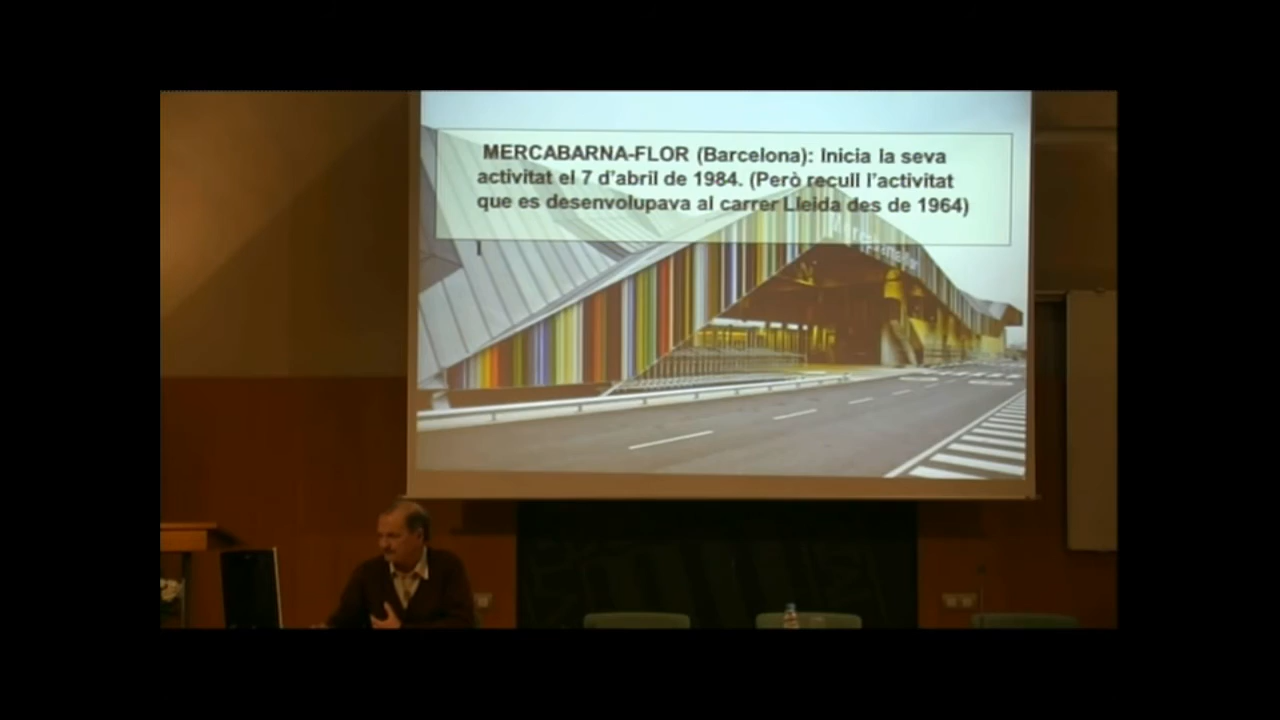 MERCABARNA-FLOR (Barcelona): Inicia la seva
activitat el 7 d'abril de 1984. (Però recull l'activitat
que es desenvolupava al carrer Lleida des de 1964)